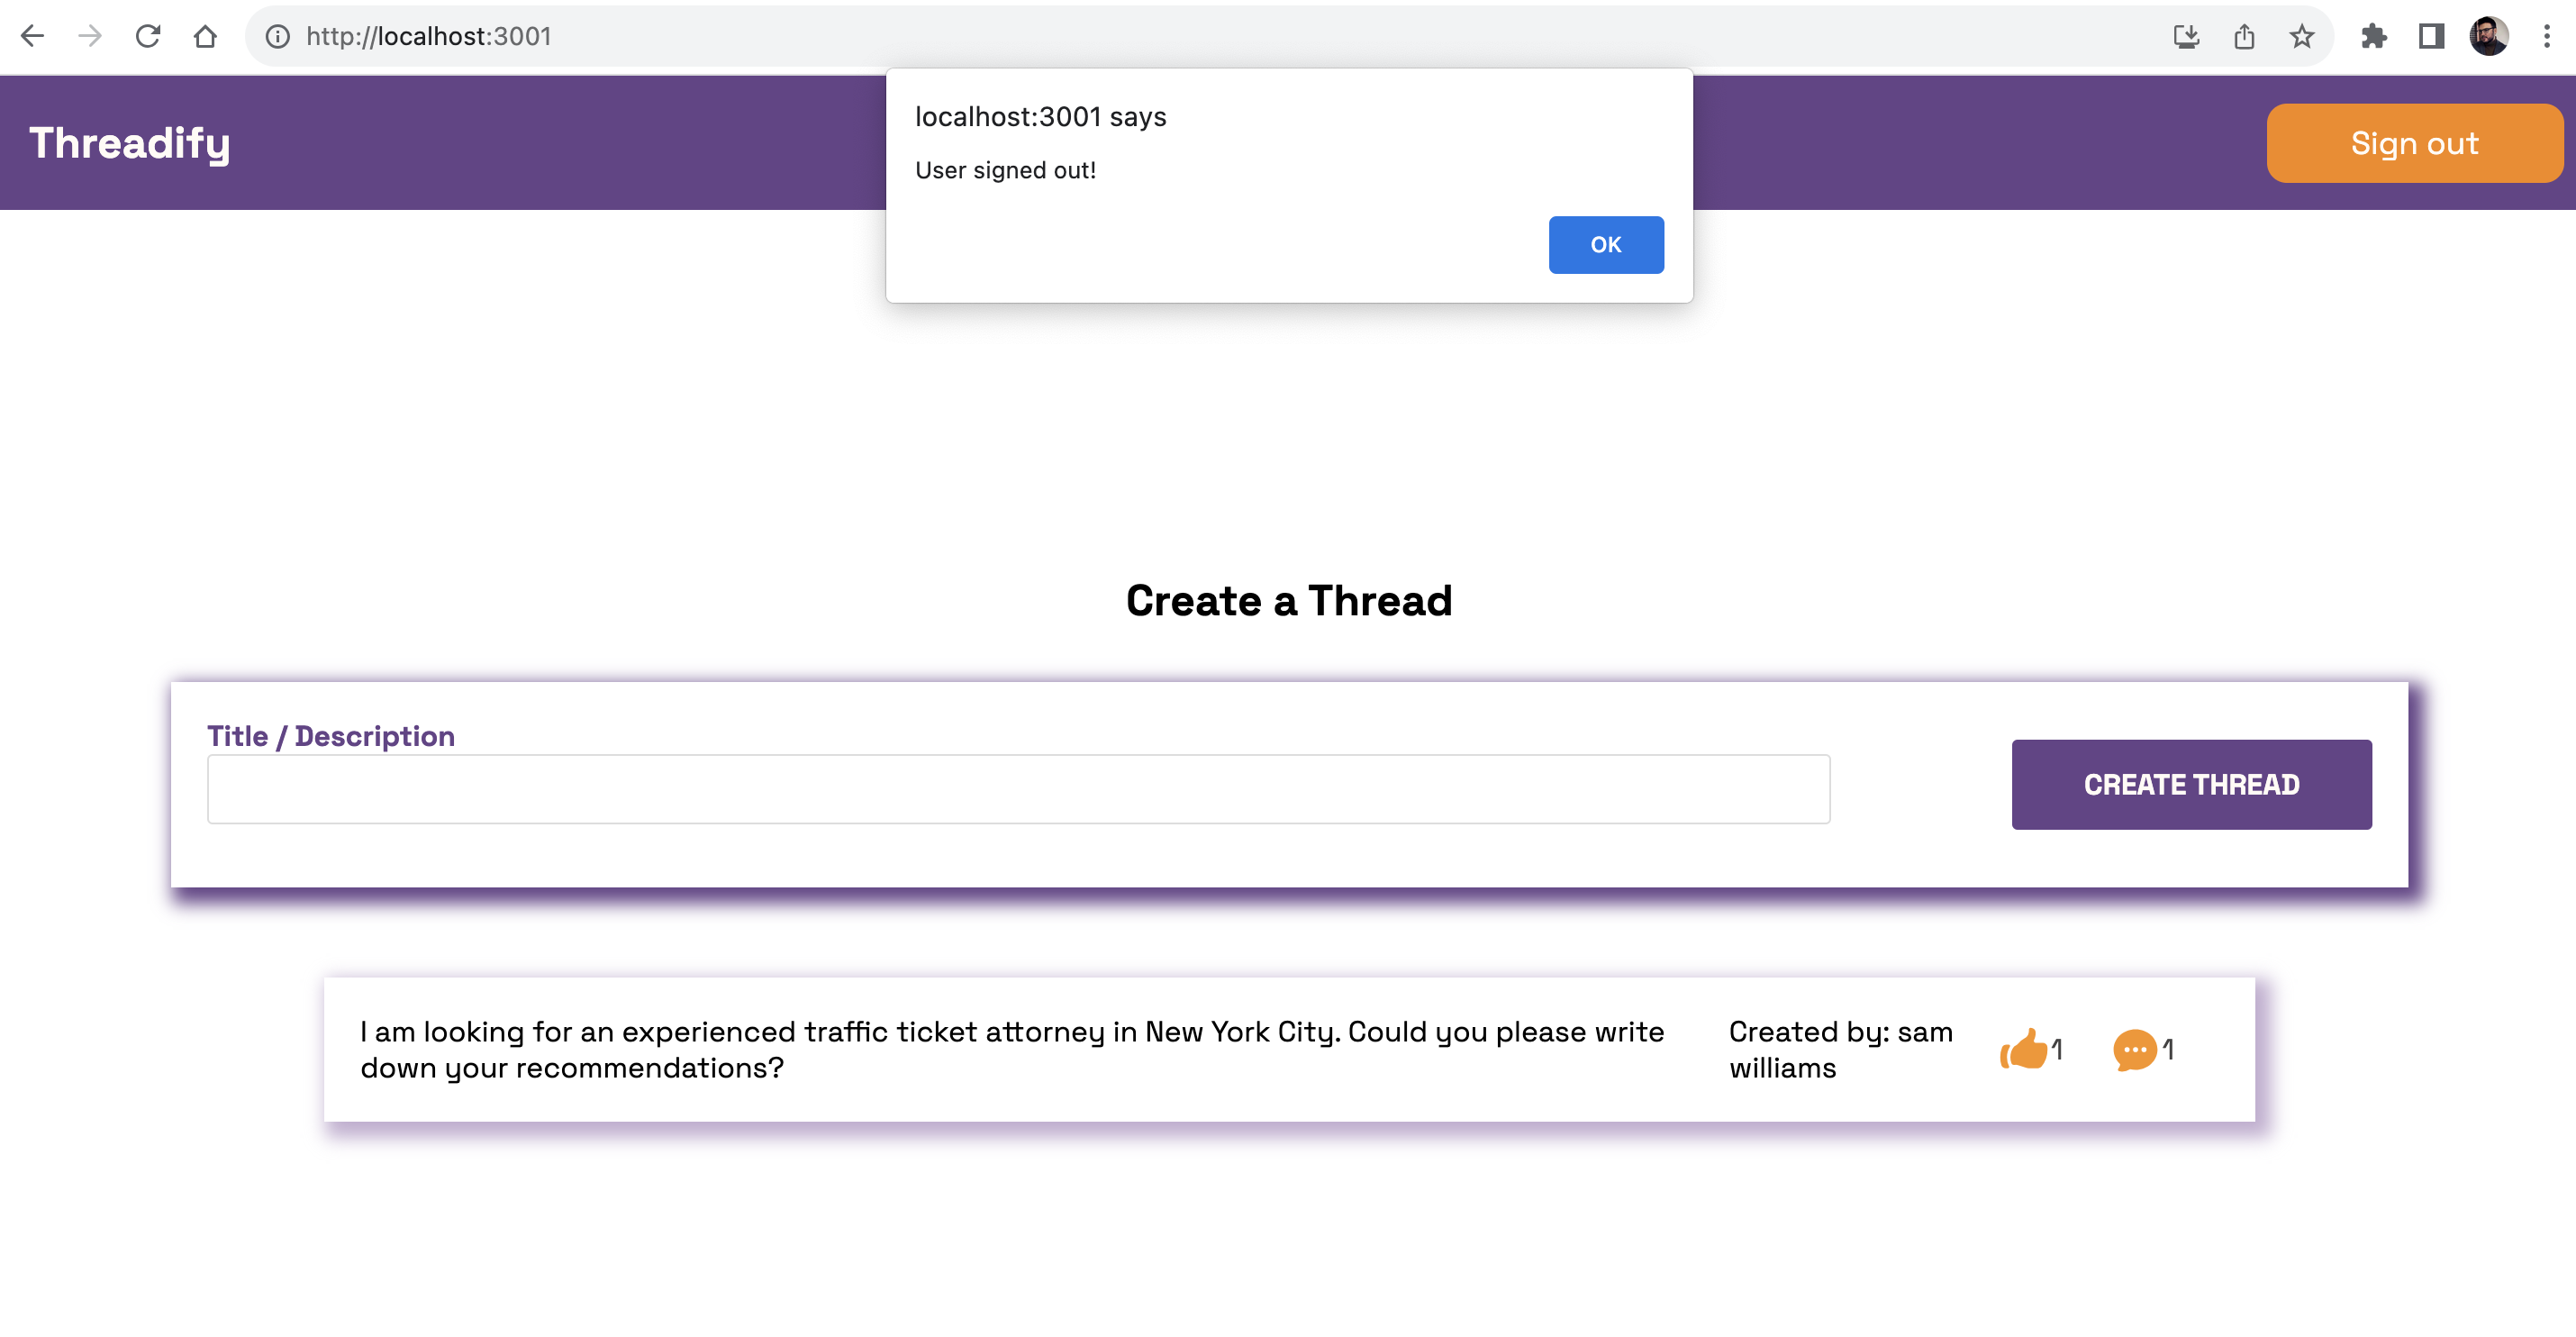 http://localhost:3001
localhost:3001 says
User signed out!
OK
Threadify
Sign out
Create a Thread
Title / Description
CREATE THREAD
I am looking for an experienced traffic ticket attorney in New York City. Could you please write
down your recommendations?
Created by: sam
williams
1
1